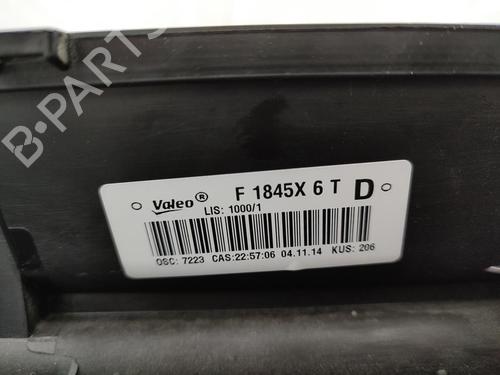 B-PARTS
Valeo® F 1845X 6 T D
LIS: 1000/1
OSC: 7223 CAS:22:57:06 04.11.14 KUS: 206